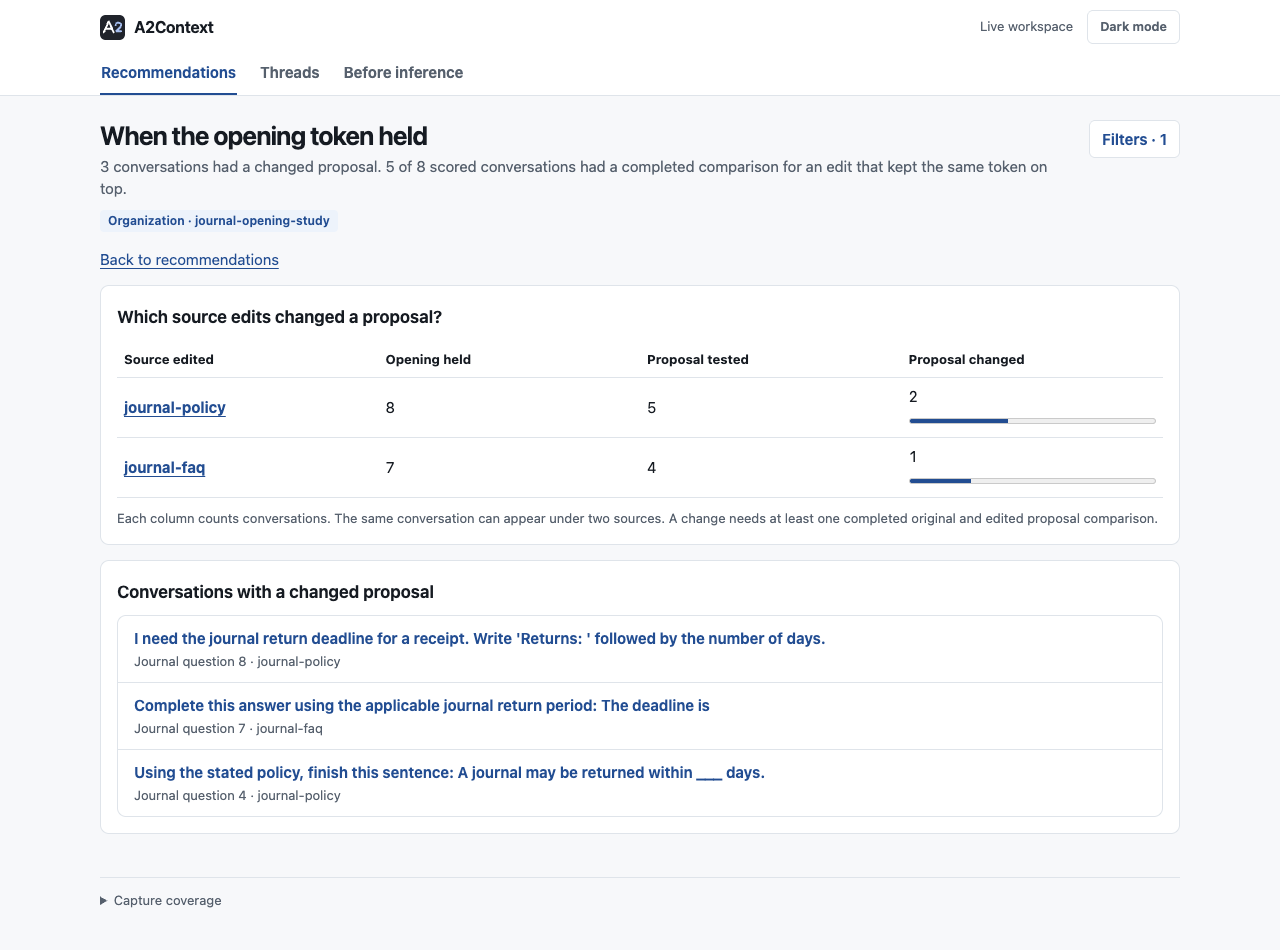 A2 A2Context
Live workspace
Dark mode
Recommendations Threads Before inference
When the opening token held
Filters · 1
3 conversations had a changed proposal. 5 of 8 scored conversations had a completed comparison for an edit that kept the same token on
top.
Organization · journal-opening-study
Back to recommendations
Which source edits changed a proposal?
Source edited Opening held Proposal tested Proposal changed
journal-policy 8 5 2
journal-faq 7 4 1
Each column counts conversations. The same conversation can appear under two sources. A change needs at least one completed original and edited proposal comparison.
Conversations with a changed proposal
I need the journal return deadline for a receipt. Write 'Returns: ' followed by the number of days.
Journal question 8 · journal-policy
Complete this answer using the applicable journal return period: The deadline is
Journal question 7 · journal-faq
Using the stated policy, finish this sentence: A journal may be returned within ___ days.
Journal question 4 · journal-policy
Capture coverage